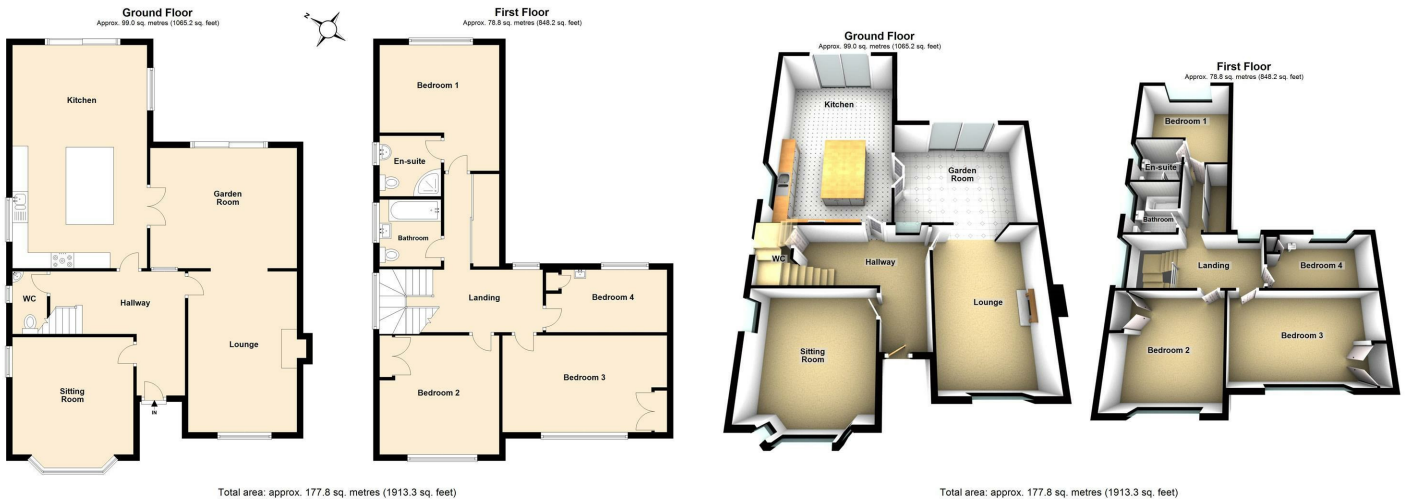 Ground Floor
Approx. 99.0 sq. metres (1065.2 sq. feet)
Kitchen
Garden
Room
WC
Hallway
Lounge
Sitting
Room
IN
N
First Floor
Approx. 78.8 sq. metres (848.2 sq. feet)
Bedroom 1
En-suite
Bathroom
Landing
Bedroom 4
Bedroom 2
Bedroom 3
Total area: approx. 177.8 sq. metres (1913.3 sq. feet)
Ground Floor
Approx. 99.0 sq. metres (1065.2 sq. feet)
Kitchen
Garden
Room
WC
Hallway
Lounge
Sitting
Room
First Floor
Approx. 78.8 sq. metres (848.2 sq. feet)
Bedroom 1
En-suite
Bathroom
Landing
Bedroom 4
Bedroom 2
Bedroom 3
Total area: approx. 177.8 sq. metres (1913.3 sq. feet)